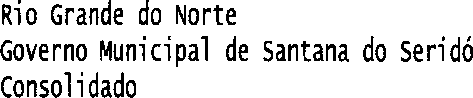 Rio Grande do Norte
Governo Municipal de Santana do Seridó
Consolidado